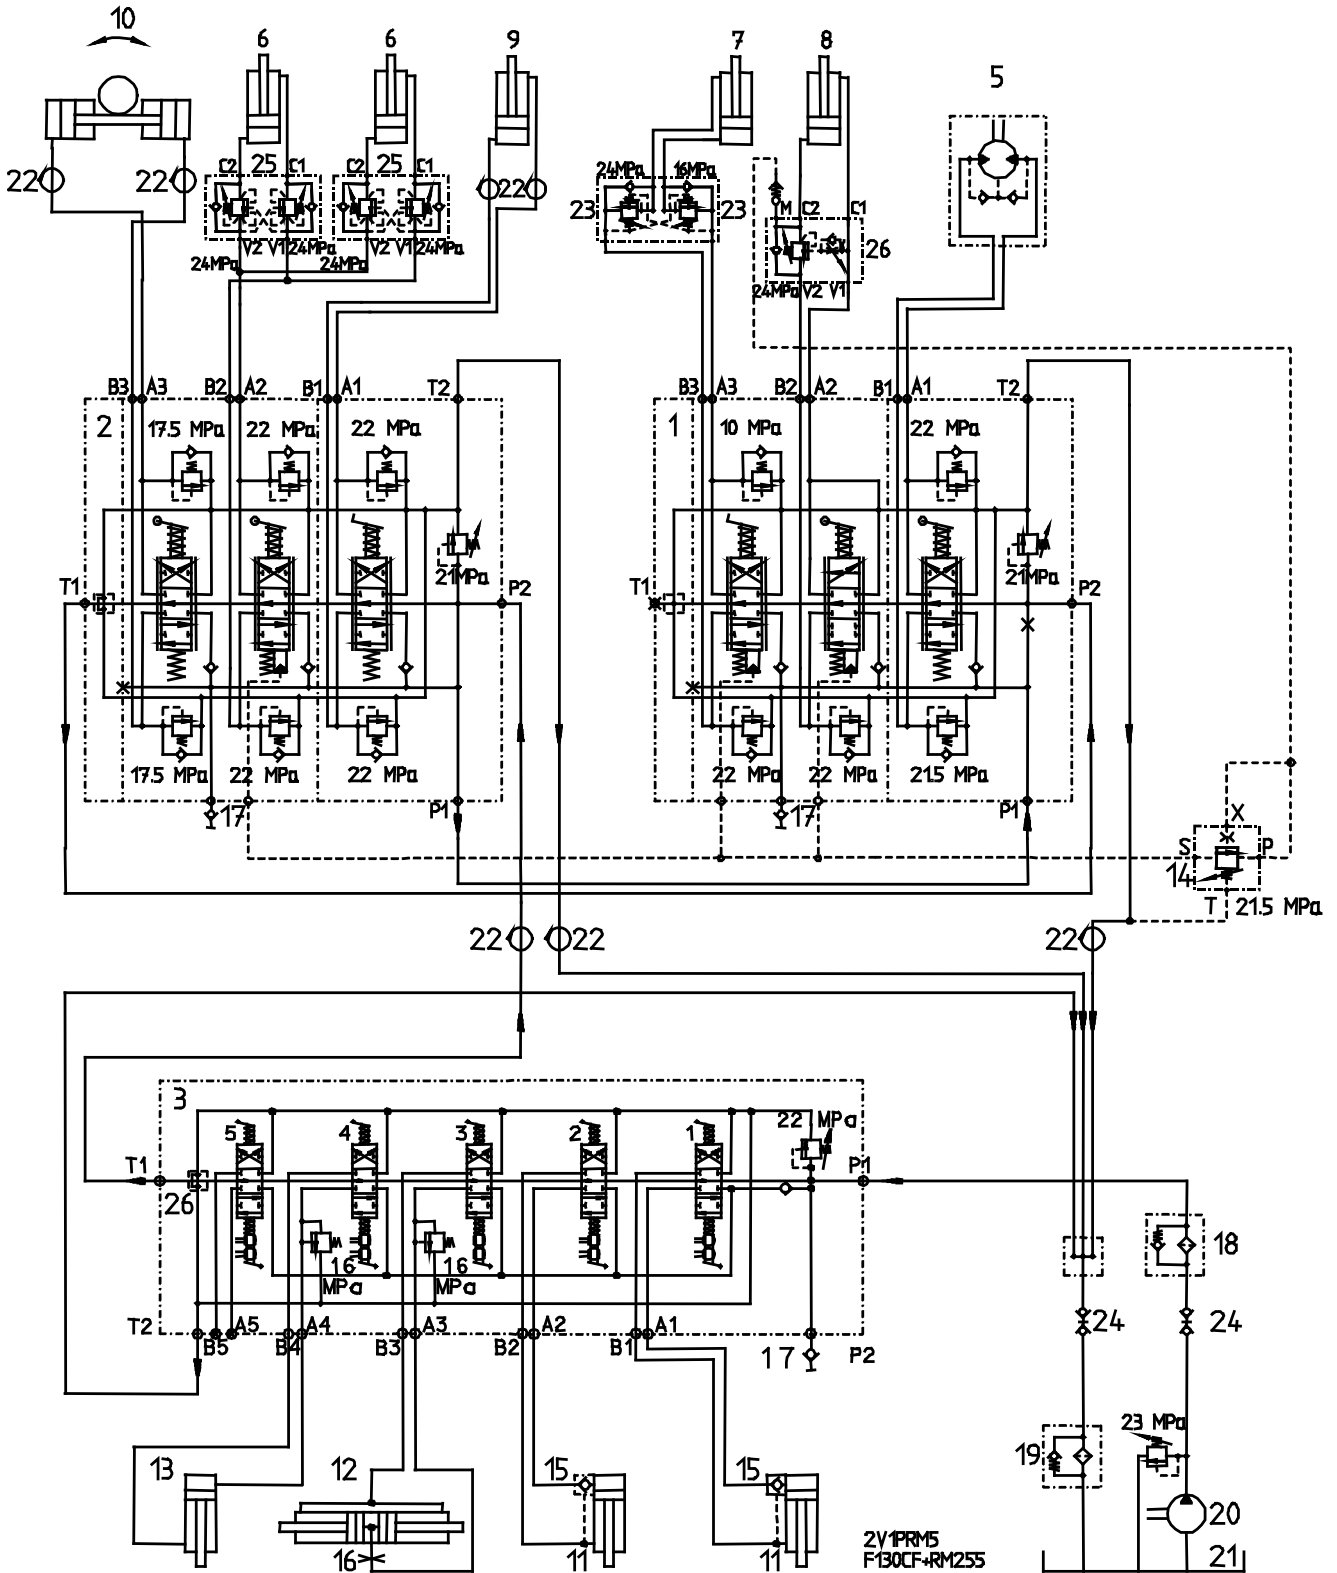 10
6 6 9 7 8
5
22 22 22
C2 25 C1 C2 25 C1
24MPa 16MPa
23 23
M C2 C1
26
V2 V1 24MPa V2 V1 24MPa
24MPa 24MPa
24MPa V2 V1
B3 A3 B2 A2 B1 A1 T2
B3 A3 B2 A2 B1 A1 T2
2 17.5 MPa 22 MPa 22 MPa
1 10 MPa 22 MPa
21MPa 21MPa
T1 P2 T1 P2
17.5 MPa 22 MPa 22 MPa
22 MPa 22 MPa 21.5 MPa
17 P1 17 P1
X
S P
14
T 21.5 MPa
22 22 22
3
22 MPa
5 4 3 2 1
T1 P1
26
18
16 MPa 16 MPa
T2 A5 A4 A3 A2 A1
B5 B4 B3 B2 B1
17 P2
24 24
23 MPa
19
13 12 15 15
20
16 11 11
21
2V1PRM5
F130CF+RM255